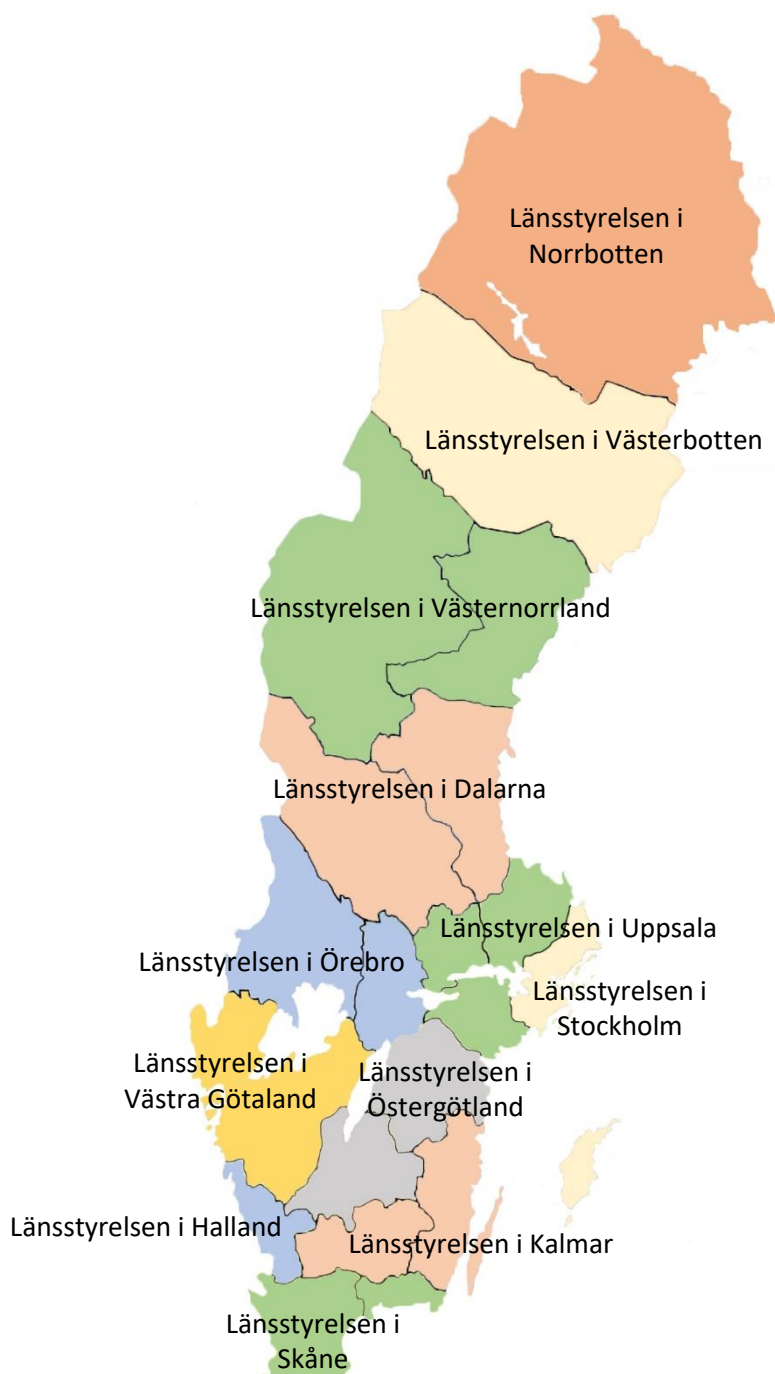 Länsstyrelsen i
Norrbotten
Länsstyrelsen i Västerbotten
Länsstyrelsen i Västernorrland
Länsstyrelsen i Dalarna
Länsstyrelsen i Uppsala
Länsstyrelsen i Örebro
Länsstyrelsen i
Stockholm
Länsstyrelsen i
Västra Götaland
Länsstyrelsen i
Östergötland
Länsstyrelsen i Halland
Länsstyrelsen i Kalmar
Länsstyrelsen i
Skåne